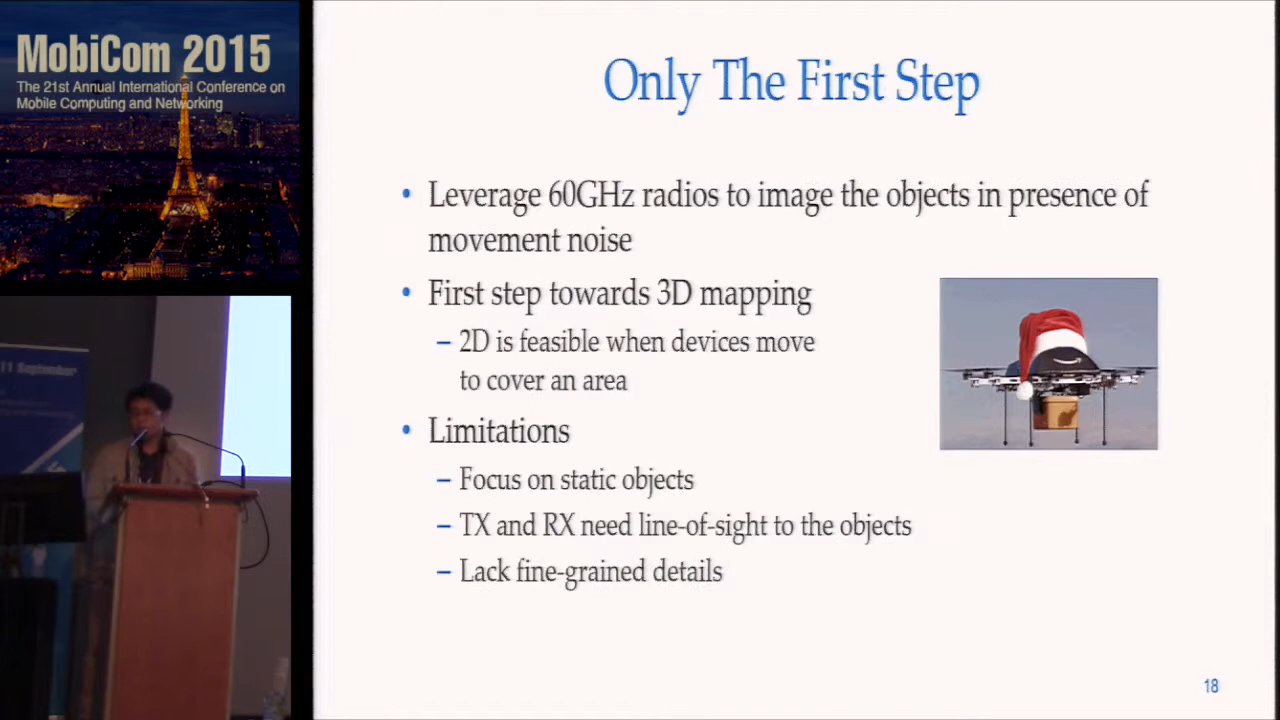 MobiCom 2015
The 21st Annual International Conference on
Mobile Computing and Networking
11 September
Only The First Step
• Leverage 60GHz radios to image the objects in presence of
movement noise
• First step towards 3D mapping
– 2D is feasible when devices move
to cover an area
• Limitations
– Focus on static objects
– TX and RX need line-of-sight to the objects
– Lack fine-grained details
18